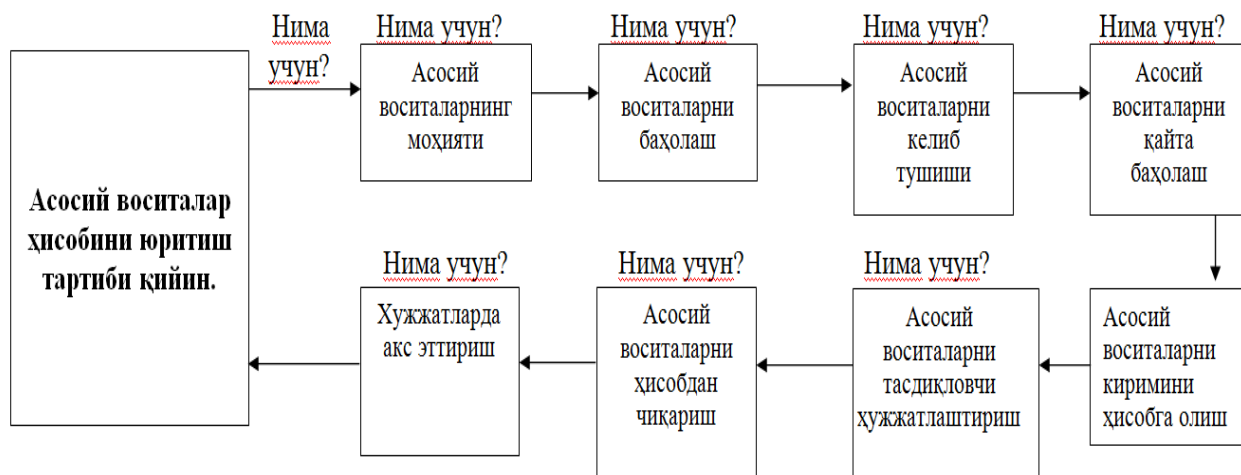 Нима
учун?
Нима учун?
Нима учун?
Нима учун?
Нима учун?
Асосий воситалар
ҳисобини юритиш
тартиби қийин.
Асосий
воситаларнинг
моҳияти
Асосий
воситаларни
баҳолаш
Асосий
воситаларни
келиб
тушиши
Асосий
воситаларни
қайта
баҳолаш
Нима учун?
Нима учун?
Нима учун?
Хужжатларда
акс эттириш
Асосий
воситаларни
ҳисобдан
чиқариш
Асосий
воситаларни
тасдиқловчи
ҳужжатлаштириш
Асосий
воситаларни
киримини
ҳисобга олиш